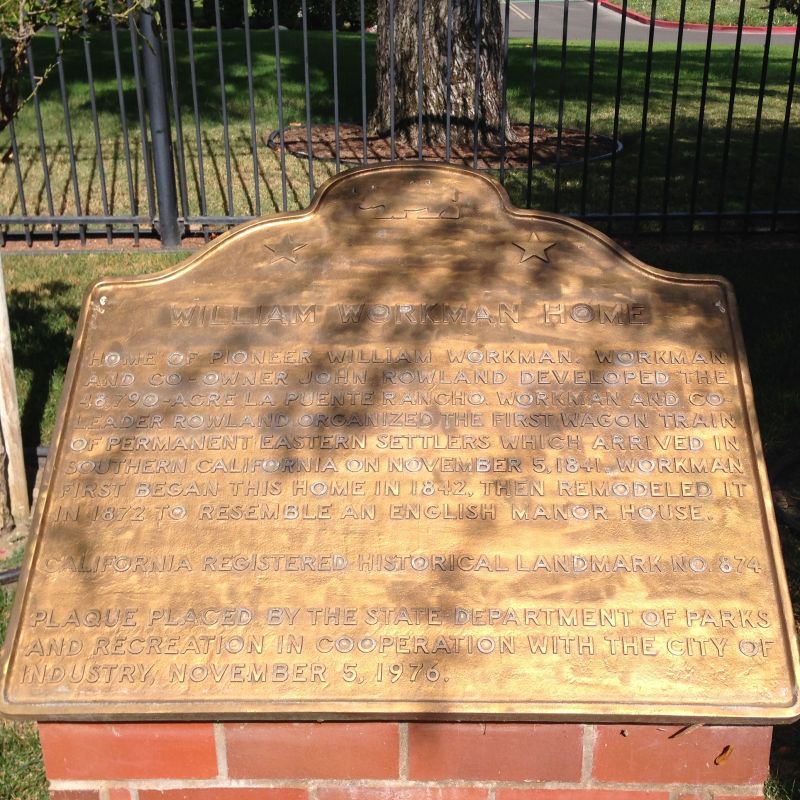 WILLIAM WORKMAN HOME
HOME OF PIONEER WILLIAM WORKMAN. WORKMAN
AND CO-OWNER JOHN ROWLAND DEVELOPED THE
48,790-ACRE LA PUENTE RANCHO. WORKMAN AND CO-
LEADER ROWLAND ORGANIZED THE FIRST WAGON TRAIN
OF PERMANENT EASTERN SETTLERS WHICH ARRIVED IN
SOUTHERN CALIFORNIA ON NOVEMBER 5, 1841. WORKMAN
FIRST BEGAN THIS HOME IN 1842, THEN REMODELED IT
IN 1872 TO RESEMBLE AN ENGLISH MANOR HOUSE.
CALIFORNIA REGISTERED HISTORICAL LANDMARK NO. 874
PLAQUE PLACED BY THE STATE DEPARTMENT OF PARKS
AND RECREATION IN COOPERATION WITH THE CITY OF
INDUSTRY, NOVEMBER 5, 1976.